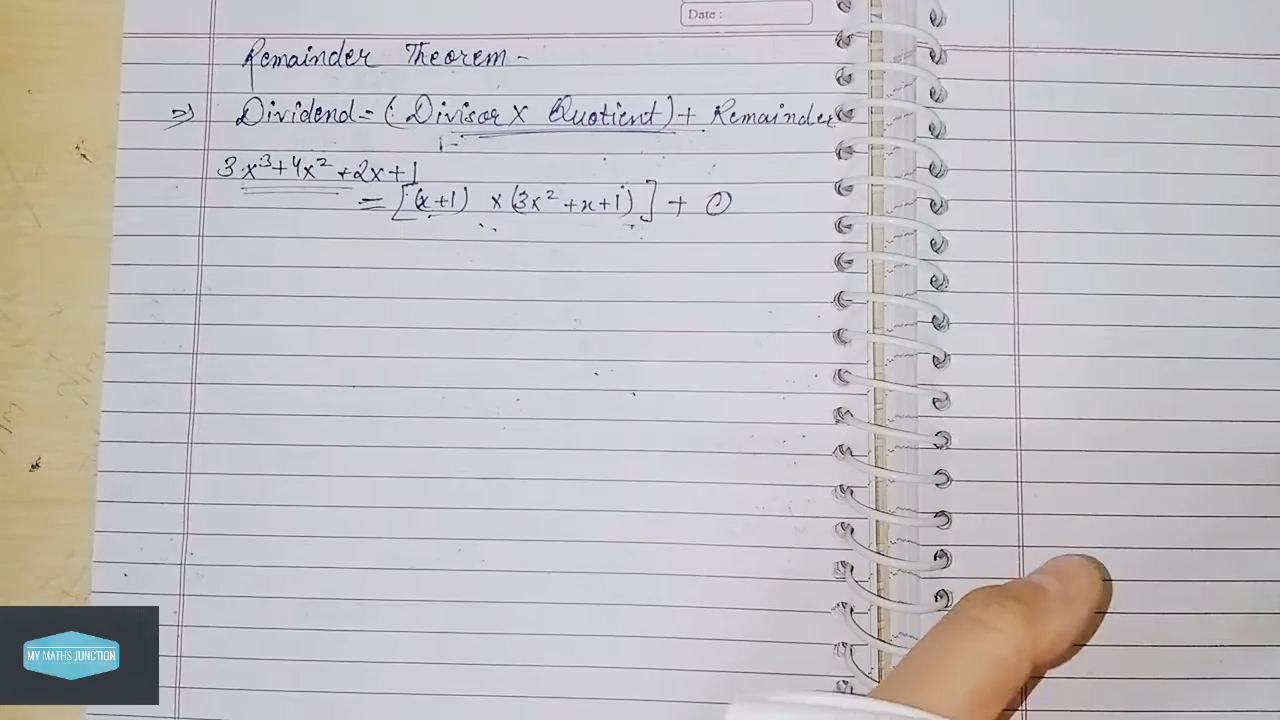 Date :
Remainder Theorem -
⇒ Dividend = (Divisor × Quotient) + Remainder
3x³+4x²+2x+1
= [(x+1) × (3x²+x+1)] + 0
MY MATHS JUNCTION